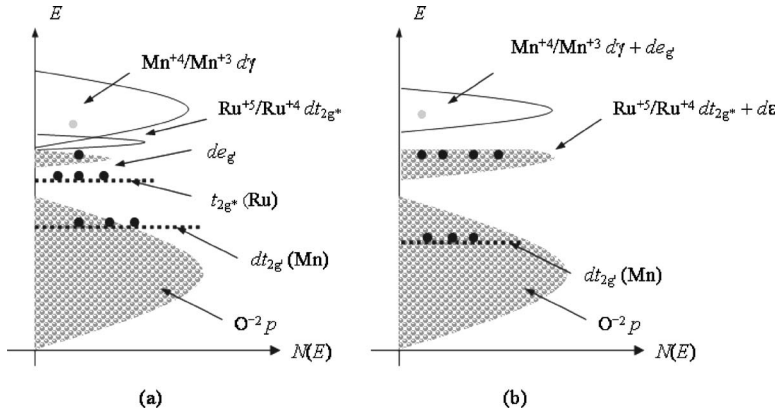 E
Mn+4/Mn+3 dγ
Ru+5/Ru+4 dt2g*
deg'
t2g* (Ru)
dt2g' (Mn)
O−2 p
N(E)
(a)
E
Mn+4/Mn+3 dγ + deg'
Ru+5/Ru+4 dt2g* + dε
dt2g' (Mn)
O−2 p
N(E)
(b)